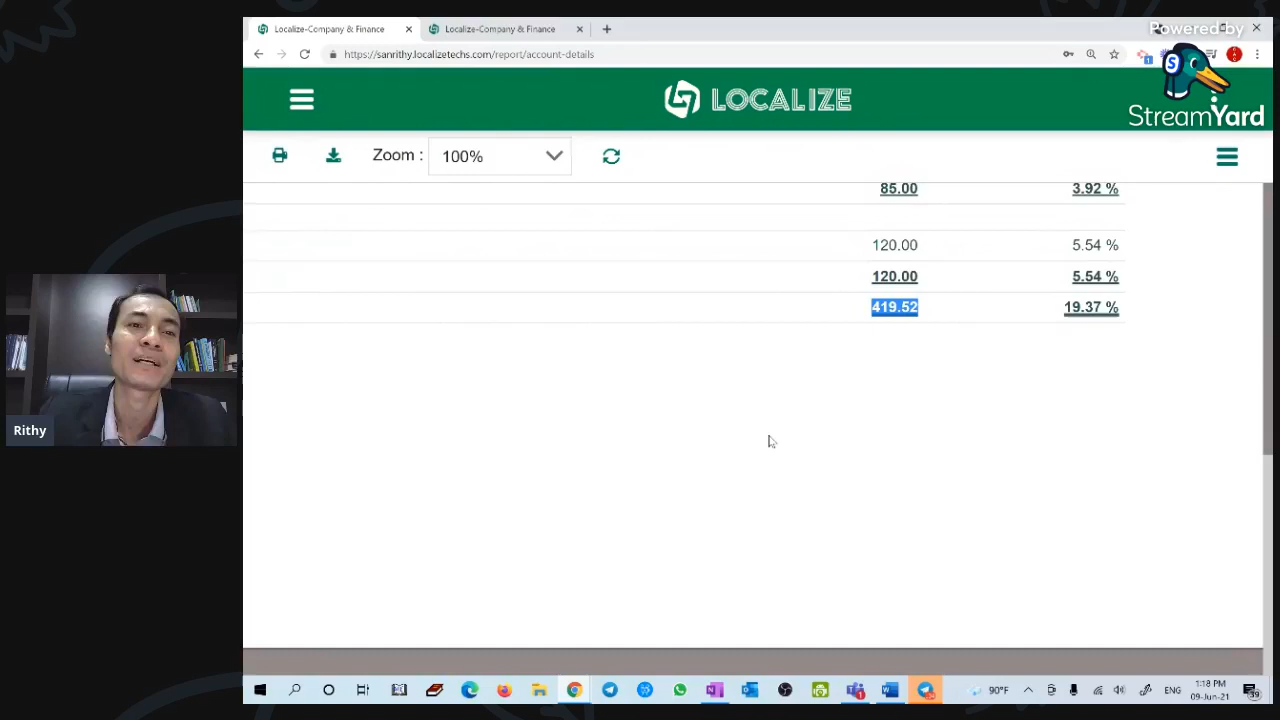 Localize-Company & Finance
Localize-Company & Finance
Powered by
https://sanrithy.localizetechs.com/report/account-details
LOCALIZE
StreamYard
Zoom :
100%
85.00
3.92 %
120.00
5.54 %
120.00
5.54 %
419.52
19.37 %
Rithy
90°F
ENG
1:18 PM
09-Jun-21
39